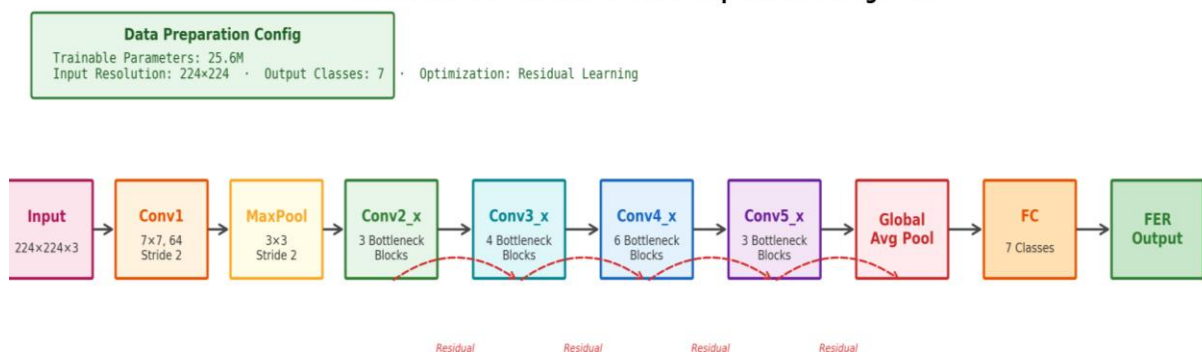 Data Preparation Config
Trainable Parameters: 25.6M
Input Resolution: 224×224 · Output Classes: 7 · Optimization: Residual Learning
Input
224×224×3
Conv1
7×7, 64
Stride 2
MaxPool
3×3
Stride 2
Conv2_x
3 Bottleneck
Blocks
Conv3_x
4 Bottleneck
Blocks
Conv4_x
6 Bottleneck
Blocks
Conv5_x
3 Bottleneck
Blocks
Global
Avg Pool
FC
7 Classes
FER
Output
Residual
Residual
Residual
Residual